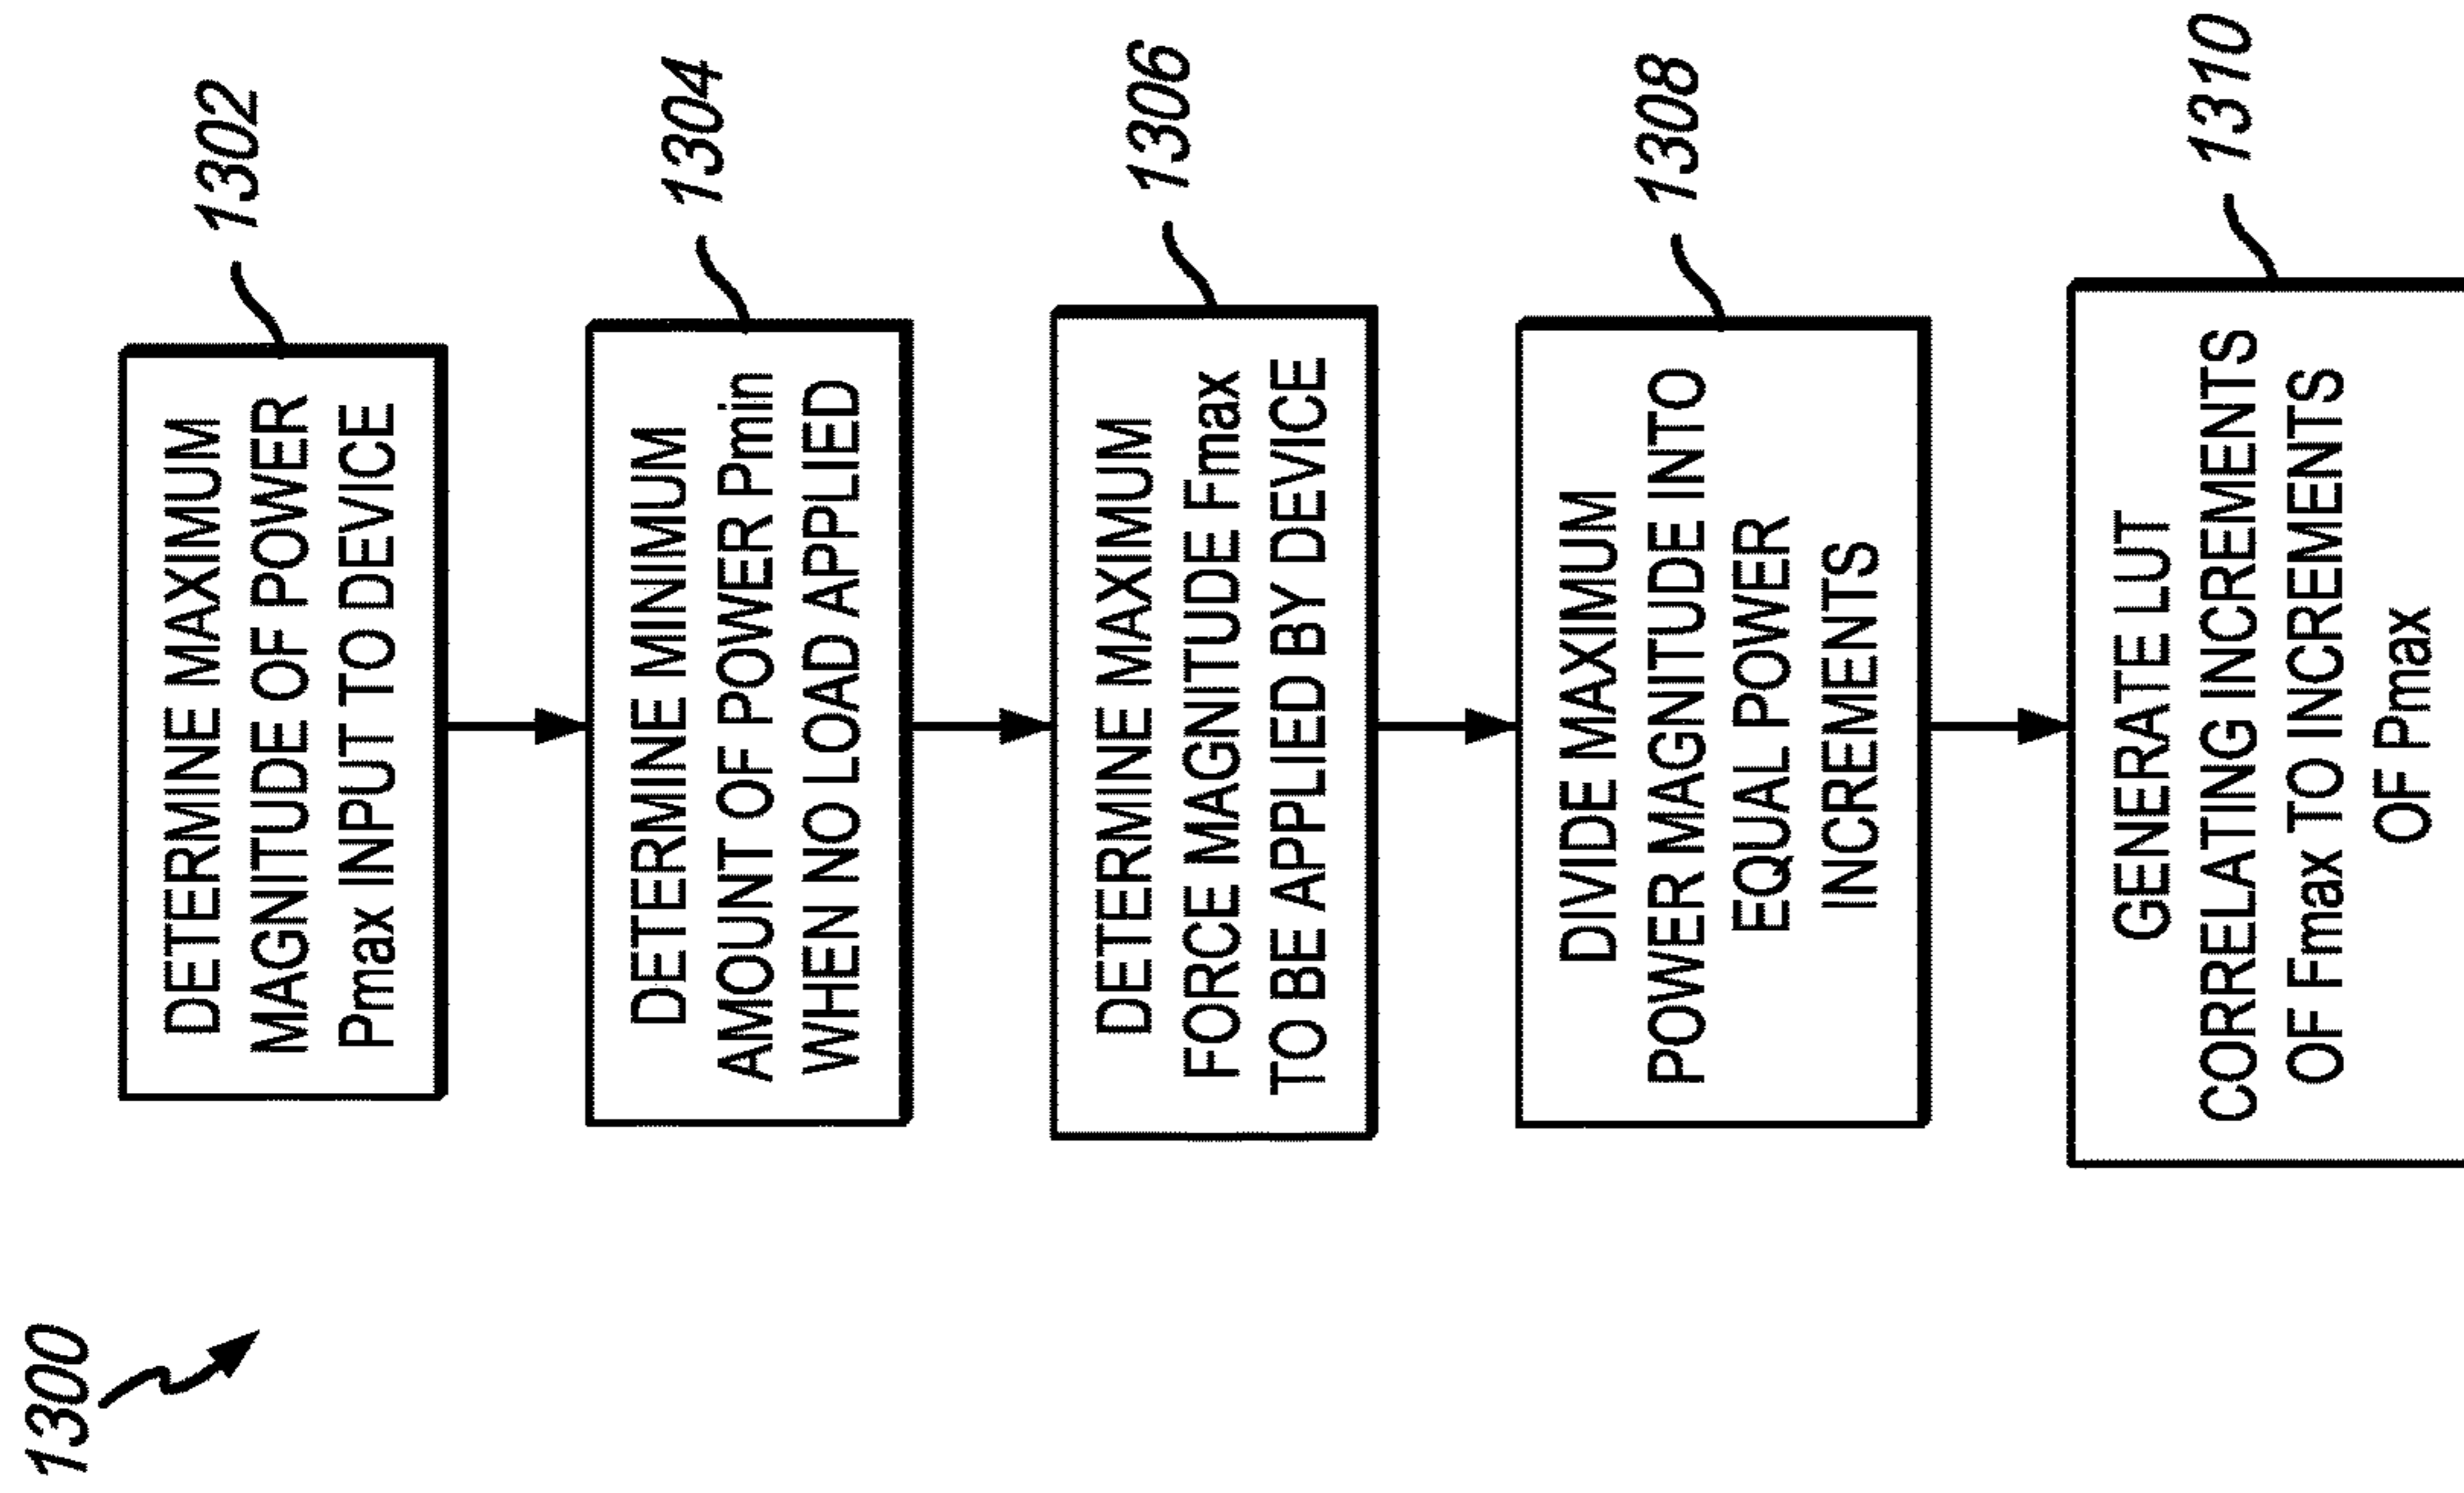 1300
DETERMINE MAXIMUM
MAGNITUDE OF POWER
Pmax INPUT TO DEVICE
1302
DETERMINE MINIMUM
AMOUNT OF POWER Pmin
WHEN NO LOAD APPLIED
1304
DETERMINE MAXIMUM
FORCE MAGNITUDE Fmax
TO BE APPLIED BY DEVICE
1306
DIVIDE MAXIMUM
POWER MAGNITUDE INTO
EQUAL POWER
INCREMENTS
1308
GENERATE LUT
CORRELATING INCREMENTS
OF Fmax TO INCREMENTS
OF Pmax
1310